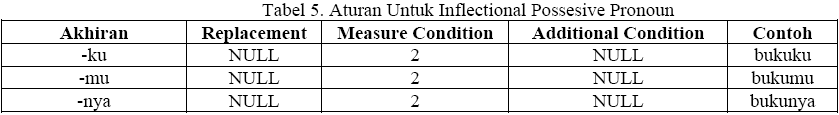 Tabel 5. Aturan Untuk Inflectional Possesive Pronoun
Akhiran Replacement Measure Condition Additional Condition Contoh
-ku NULL 2 NULL bukuku
-mu NULL 2 NULL bukumu
-nya NULL 2 NULL bukunya